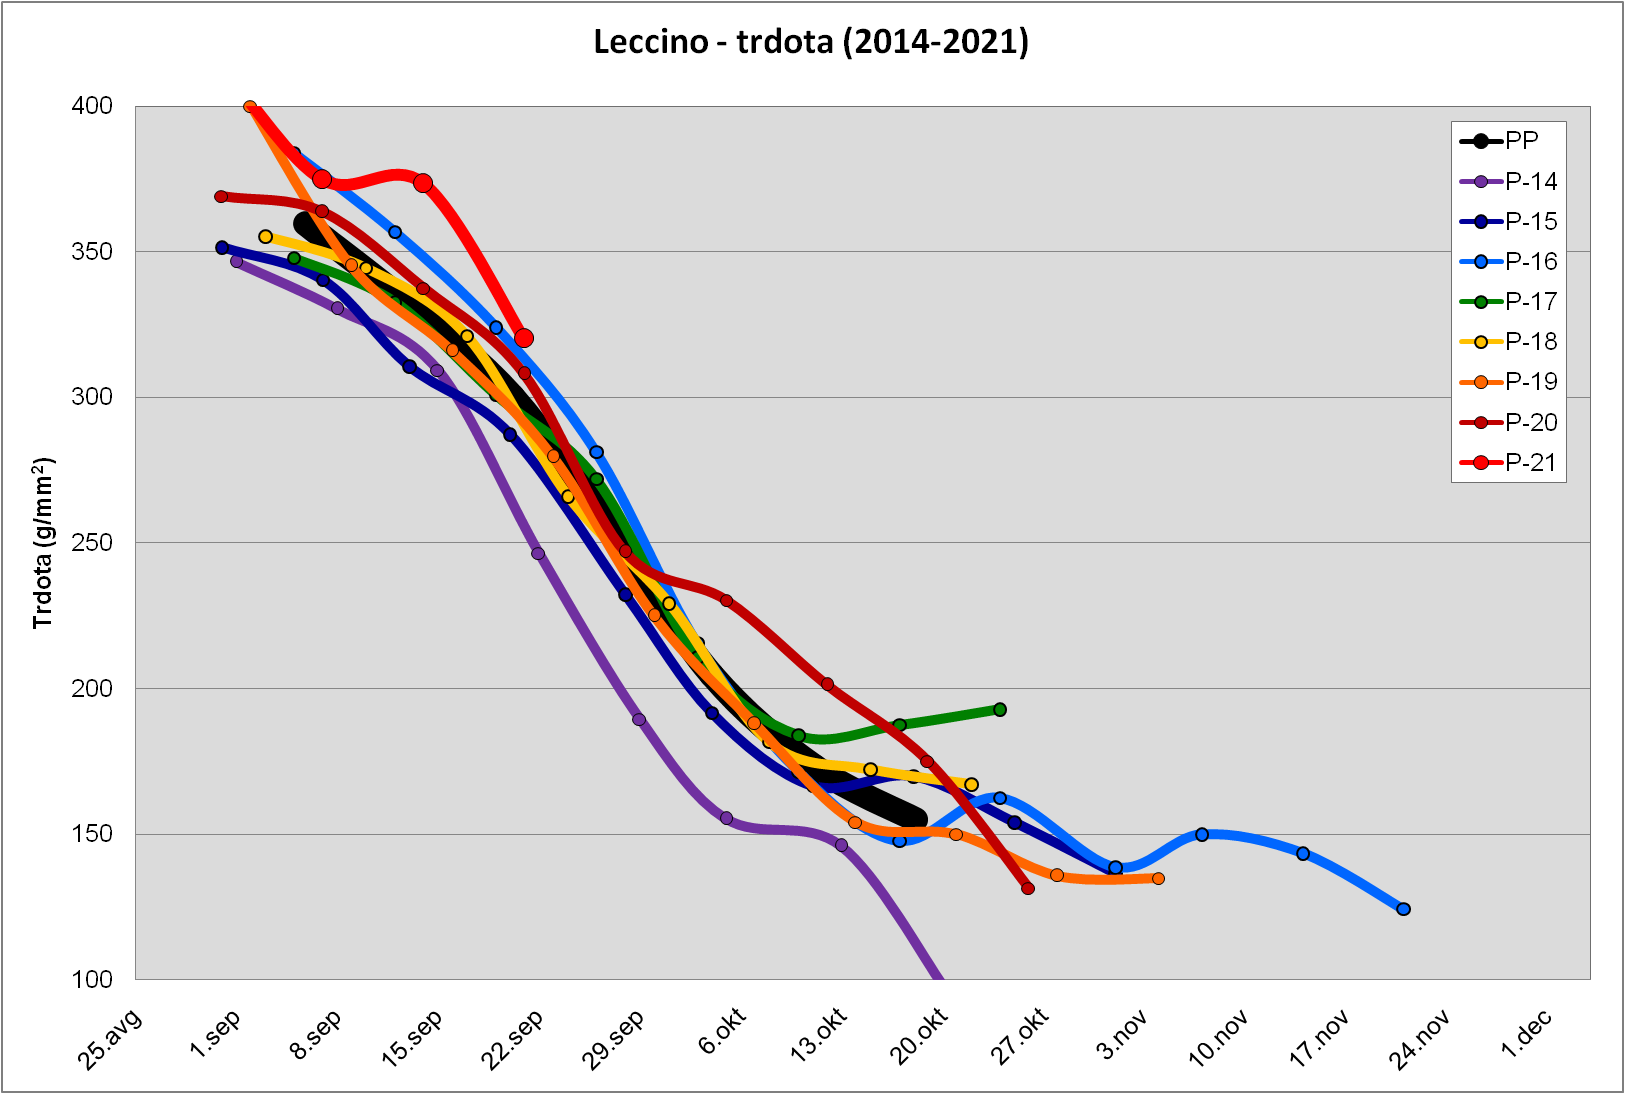 Leccino - trdota (2014-2021)
Trdota (g/mm²)
400
350
300
250
200
150
100
25.avg
1.sep
8.sep
15.sep
22.sep
29.sep
6.okt
13.okt
20.okt
27.okt
3.nov
10.nov
17.nov
24.nov
1.dec
PP
P-14
P-15
P-16
P-17
P-18
P-19
P-20
P-21